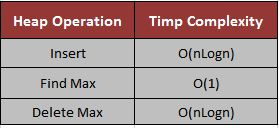 Heap Operation Timp Complexity
Insert O(nLogn)
Find Max O(1)
Delete Max O(nLogn)